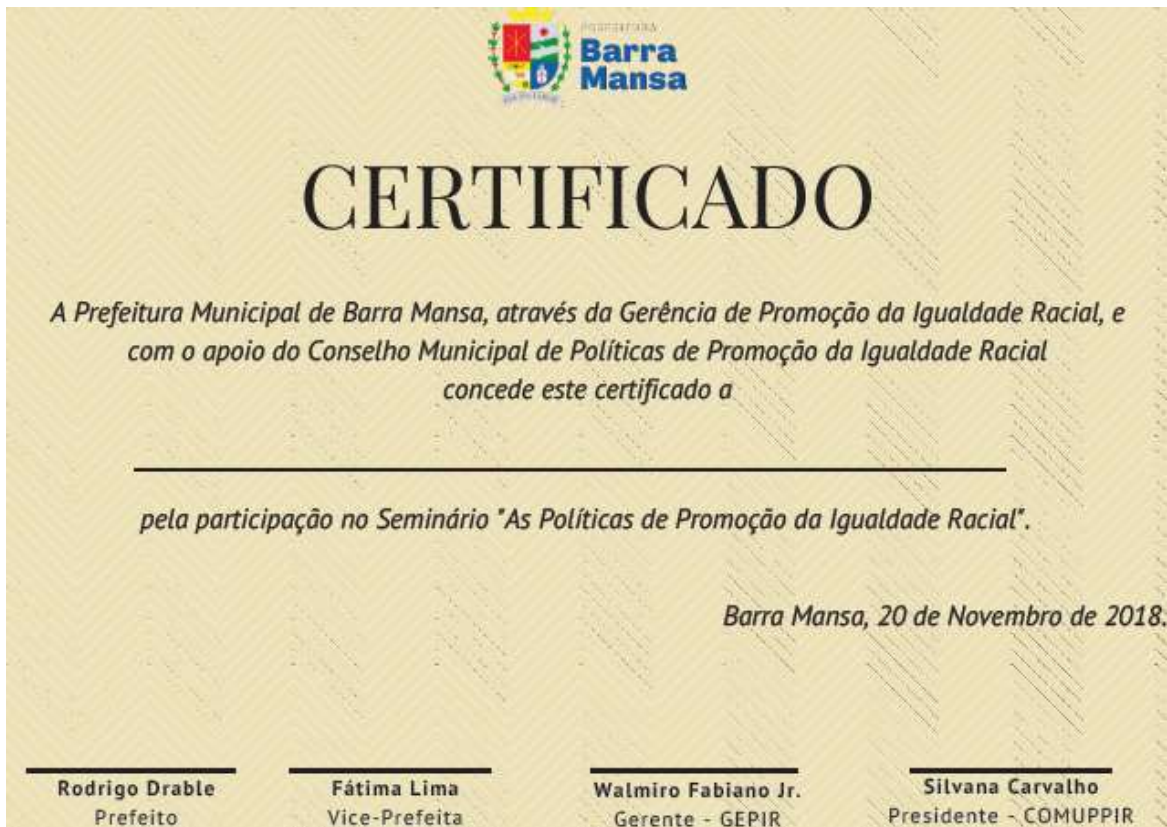 PREFEITURA
Barra
Mansa
CERTIFICADO
A Prefeitura Municipal de Barra Mansa, através da Gerência de Promoção da Igualdade Racial, e
com o apoio do Conselho Municipal de Políticas de Promoção da Igualdade Racial
concede este certificado a
pela participação no Seminário "As Políticas de Promoção da Igualdade Racial".
Barra Mansa, 20 de Novembro de 2018.
Rodrigo Drable Fátima Lima Walmiro Fabiano Jr. Silvana Carvalho
Prefeito Vice-Prefeita Gerente - GEPIR Presidente - COMUPPIR